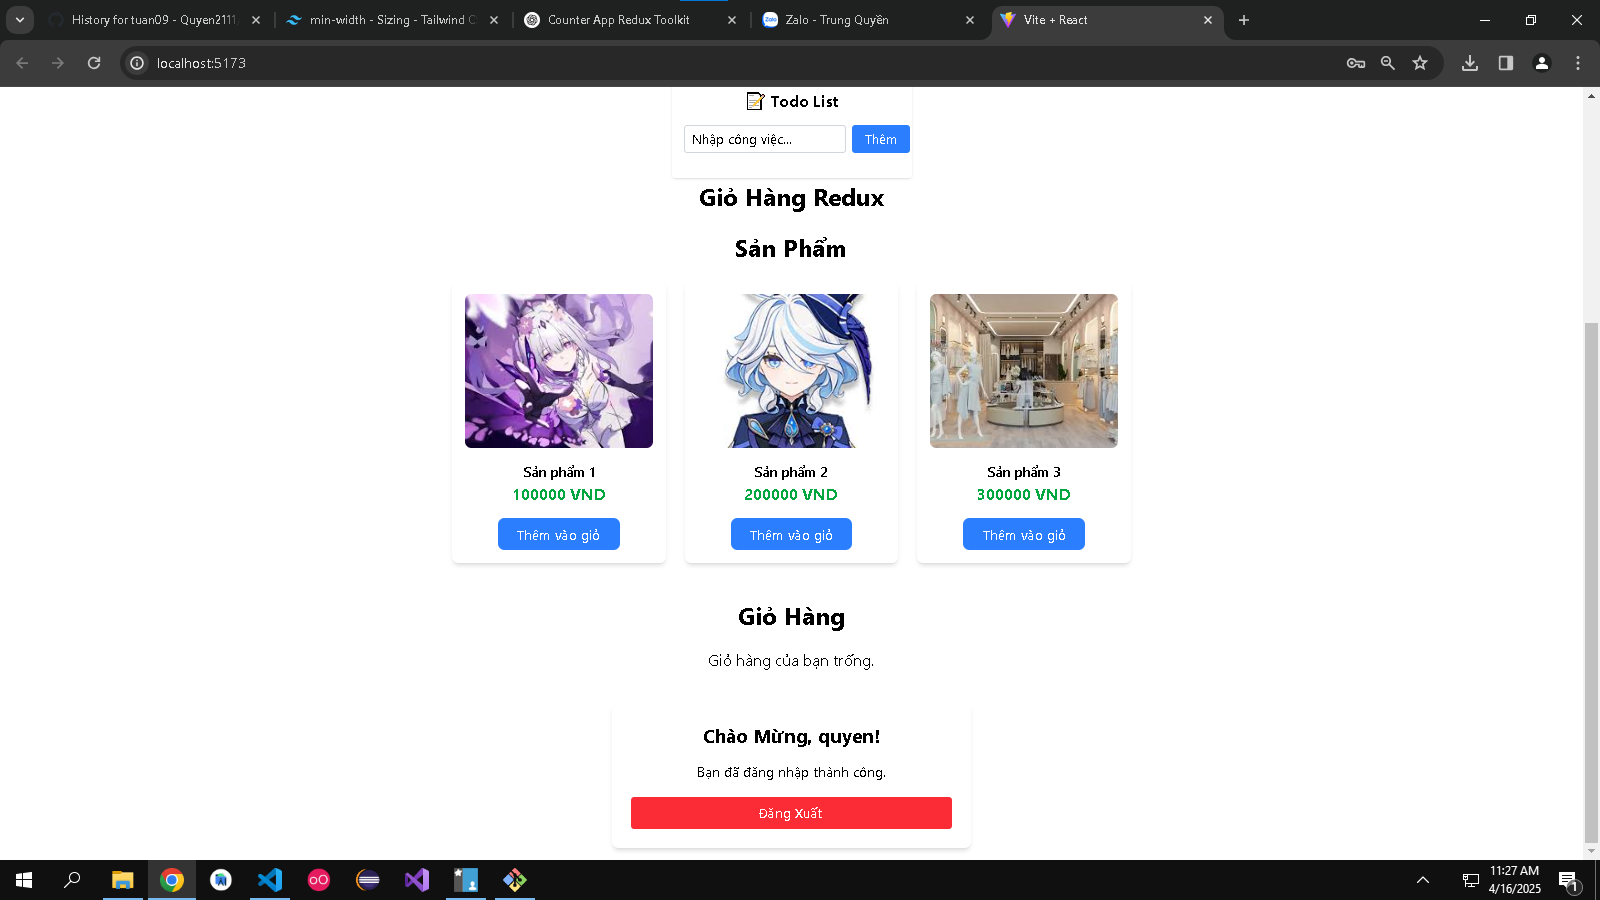 History for tuan09 - Quyen2111
min-width - Sizing - Tailwind C
Counter App Redux Toolkit
Zalo - Trung Quyền
Vite + React
localhost:5173
Todo List
Nhập công việc...
Thêm
Giỏ Hàng Redux
Sản Phẩm
Sản phẩm 1
Sản phẩm 2
Sản phẩm 3
100000 VND
200000 VND
300000 VND
Thêm vào giỏ
Thêm vào giỏ
Thêm vào giỏ
Giỏ Hàng
Giỏ hàng của bạn trống.
Chào Mừng, quyen!
Bạn đã đăng nhập thành công.
Đăng Xuất
11:27 AM
4/16/2025
1